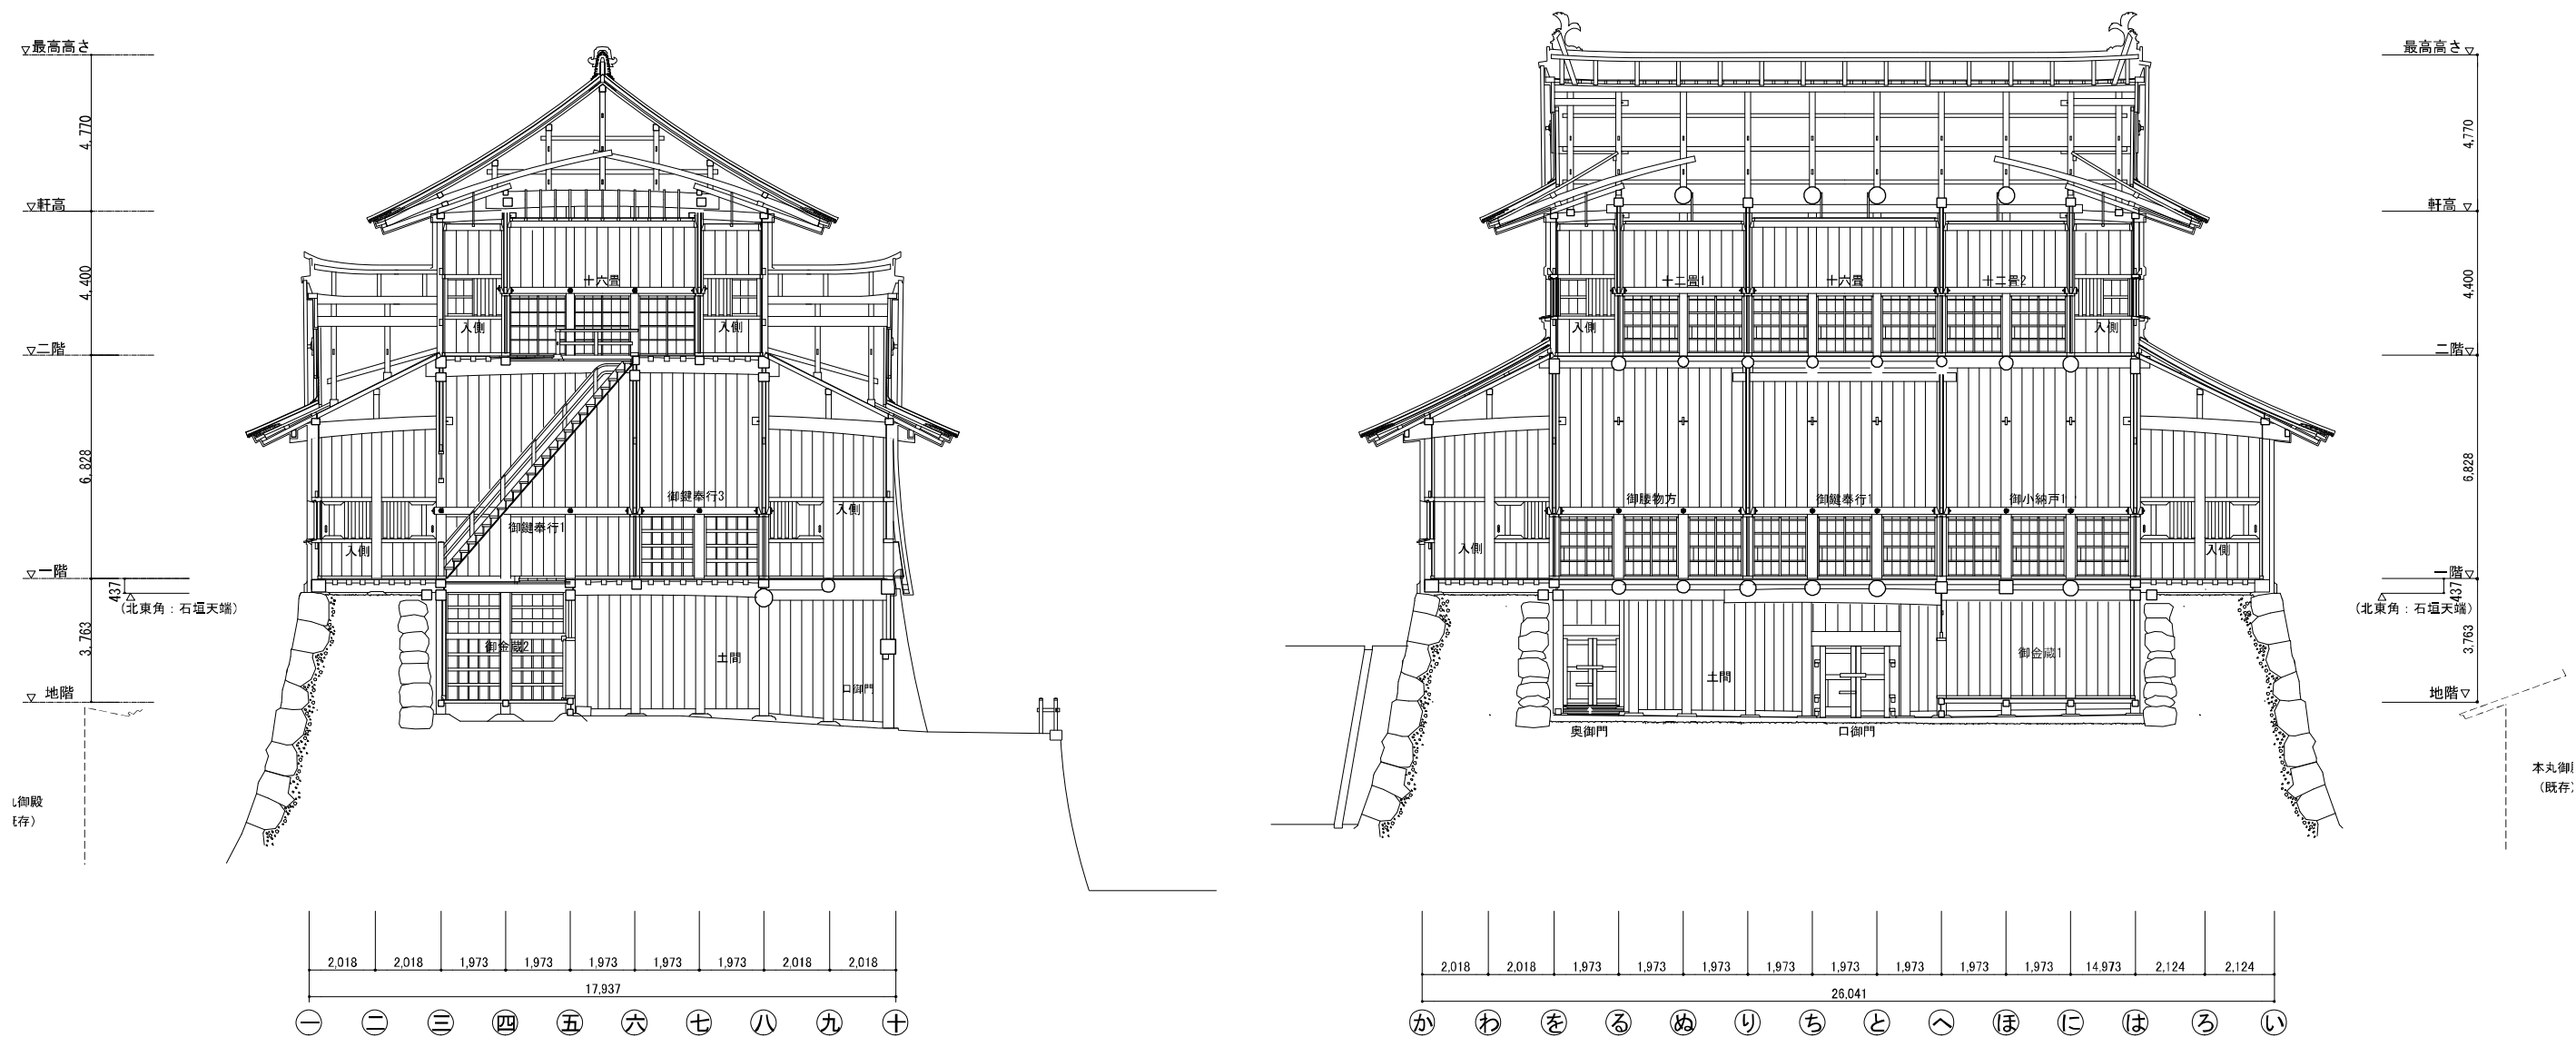 ▽最高高さ
4,770
▽軒高
4,400
▽二階
6,828
▽一階
437
(北東角：石垣天端)
3,763
▽ 地階
御殿
十六畳
入側
入側
御鍵奉行3
御鍵奉行1
入側
入側
御金蔵2
土間
口御門
2,018
2,018
1,973
1,973
1,973
1,973
1,973
2,018
2,018
17,937
一
二
三
四
五
六
七
八
九
十
最高高さ▽
4,770
軒高 ▽
4,400
二階▽
6,828
一階▽
437
(北東角：石垣天端)
3,763
地階▽
本丸御
(既存)
十二畳1
十六畳
十二畳2
入側
入側
御腰物方
御鍵奉行1
御小納戸1
入側
入側
土間
御金蔵1
奥御門
口御門
2,018
2,018
1,973
1,973
1,973
1,973
1,973
1,973
1,973
1,973
14,973
2,124
2,124
26,041
か
わ
を
る
ぬ
り
ち
と
へ
ほ
に
は
ろ
い